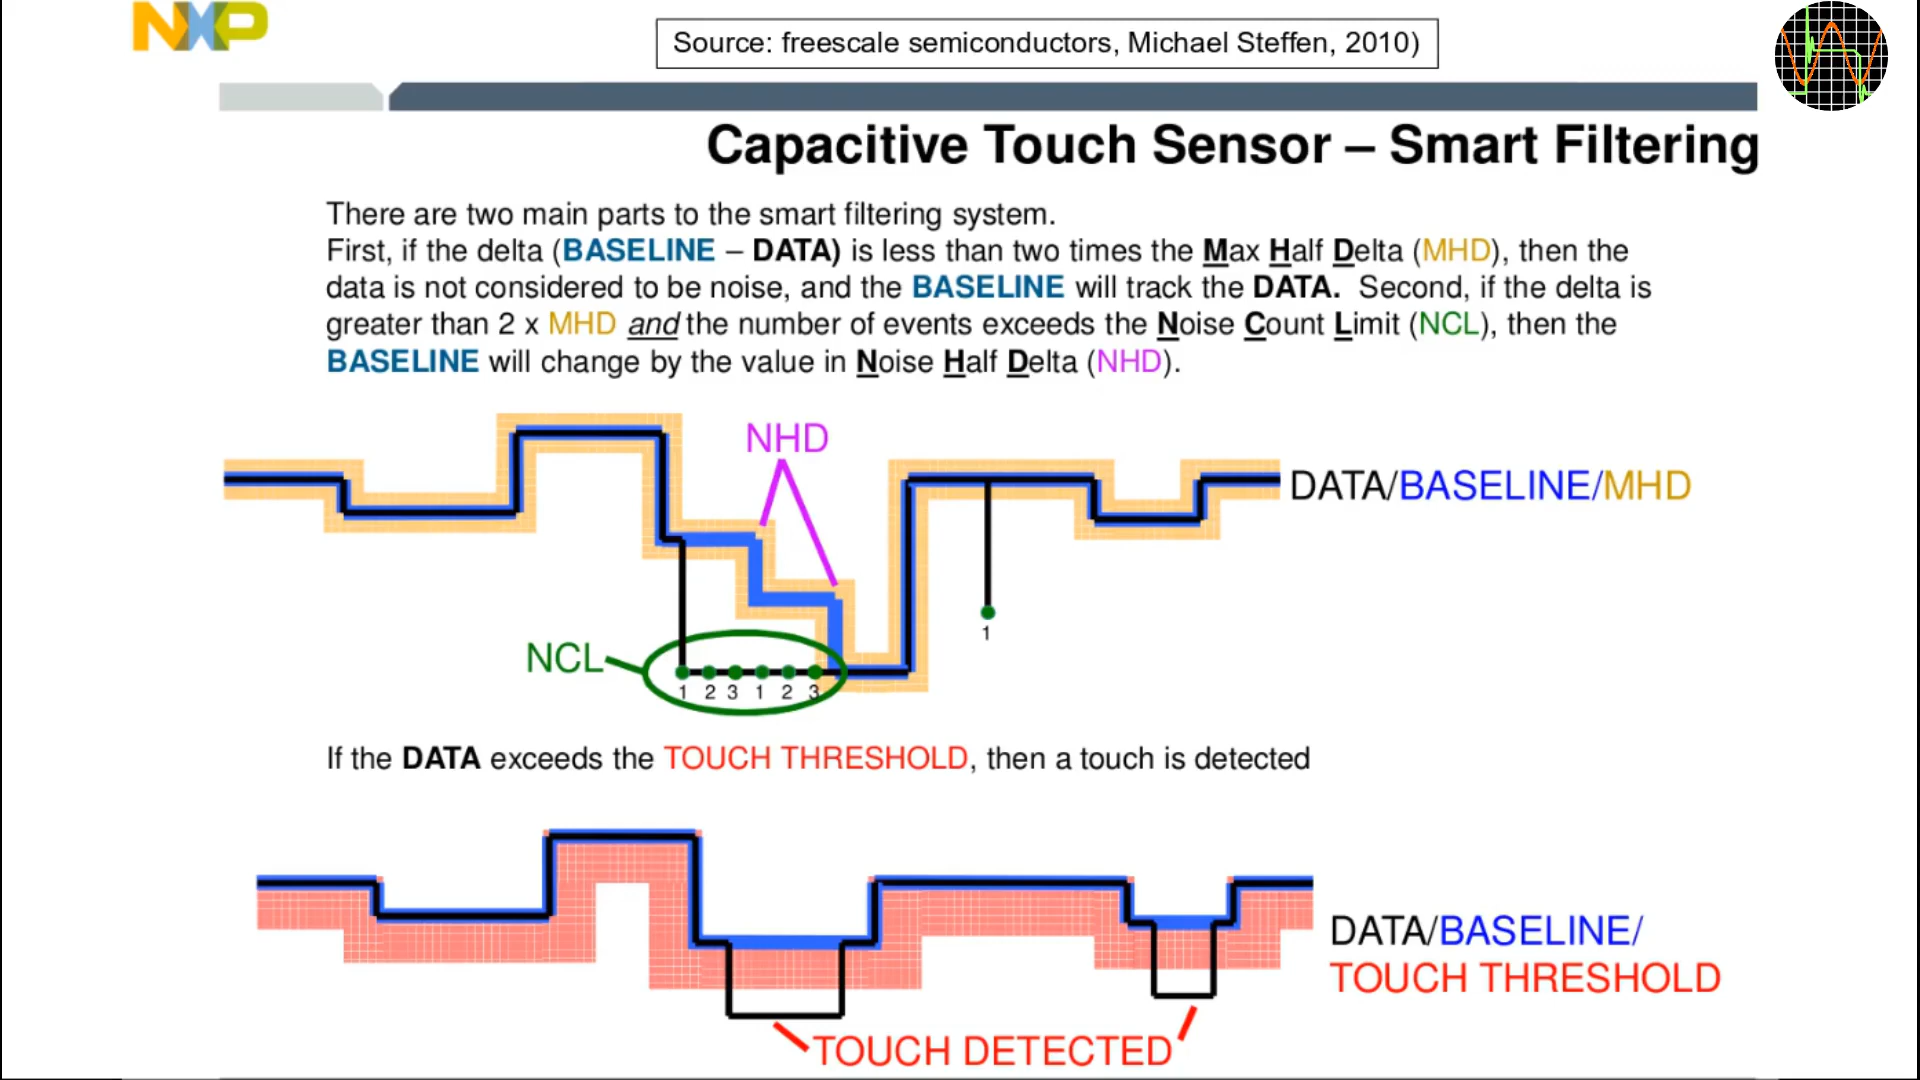 NXP
Source: freescale semiconductors, Michael Steffen, 2010)
Capacitive Touch Sensor – Smart Filtering
There are two main parts to the smart filtering system.
First, if the delta (BASELINE – DATA) is less than two times the Max Half Delta (MHD), then the
data is not considered to be noise, and the BASELINE will track the DATA. Second, if the delta is
greater than 2 x MHD and the number of events exceeds the Noise Count Limit (NCL), then the
BASELINE will change by the value in Noise Half Delta (NHD).
NHD
DATA/BASELINE/MHD
NCL
1 2 3 1 2 3
1
If the DATA exceeds the TOUCH THRESHOLD, then a touch is detected
DATA/BASELINE/
TOUCH THRESHOLD
TOUCH DETECTED